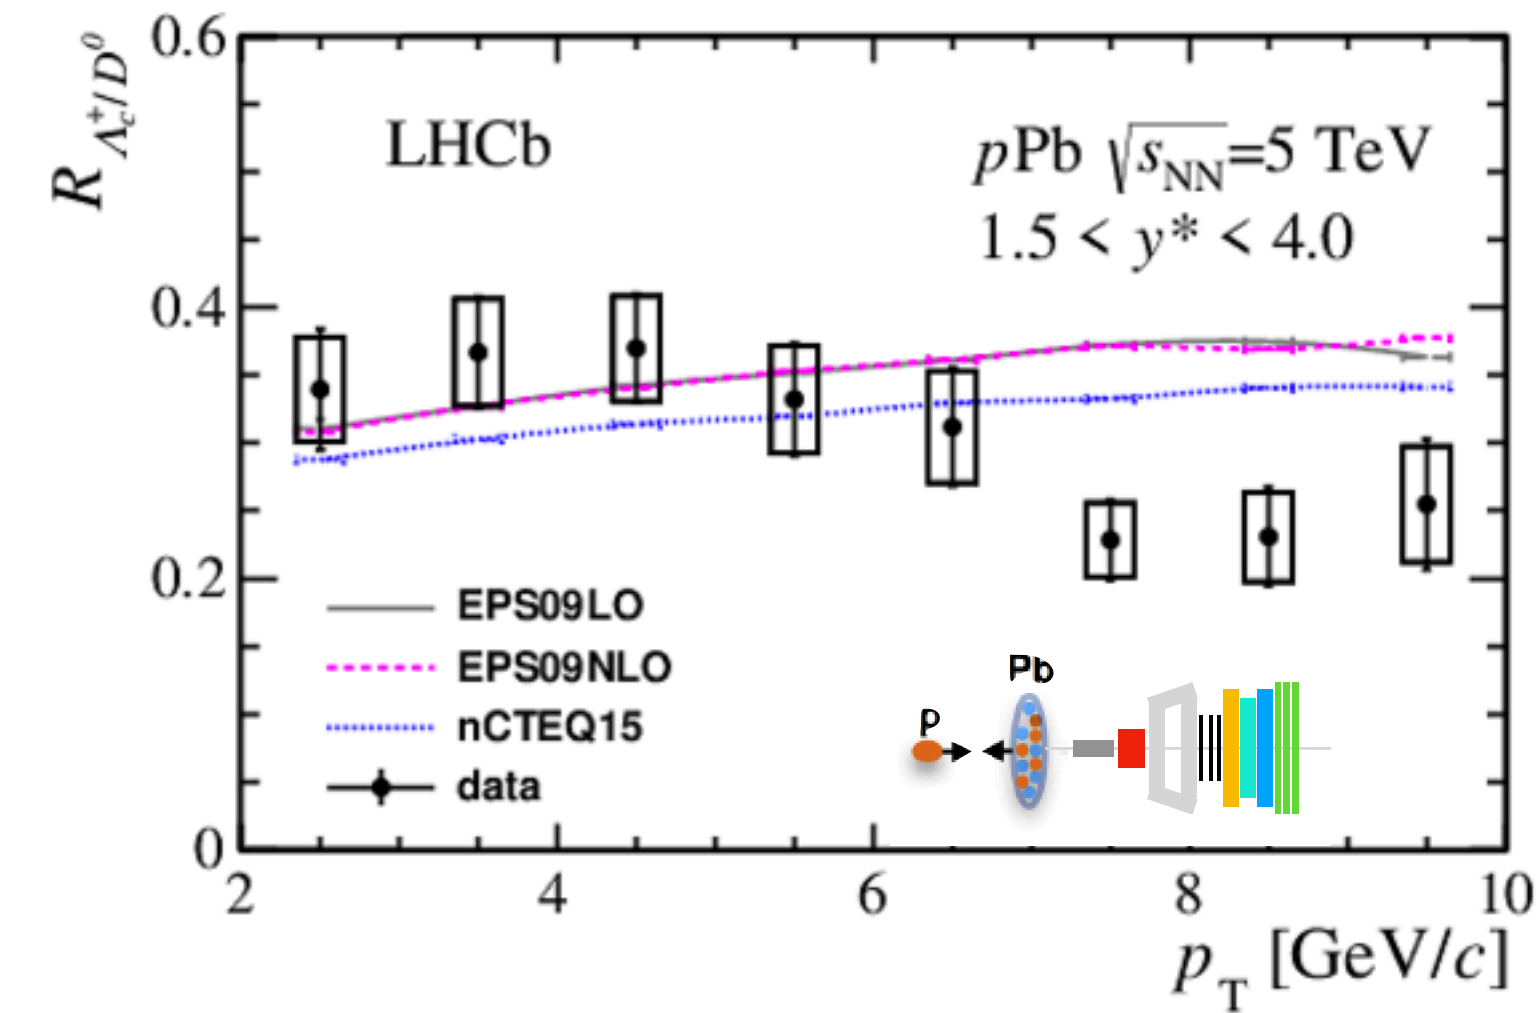 R Λc+/D0
0.6
0.4
0.2
0
LHCb
pPb √sNN=5 TeV
1.5 < y* < 4.0
EPS09LO
EPS09NLO
nCTEQ15
data
p
Pb
2 4 6 8 10
pT [GeV/c]